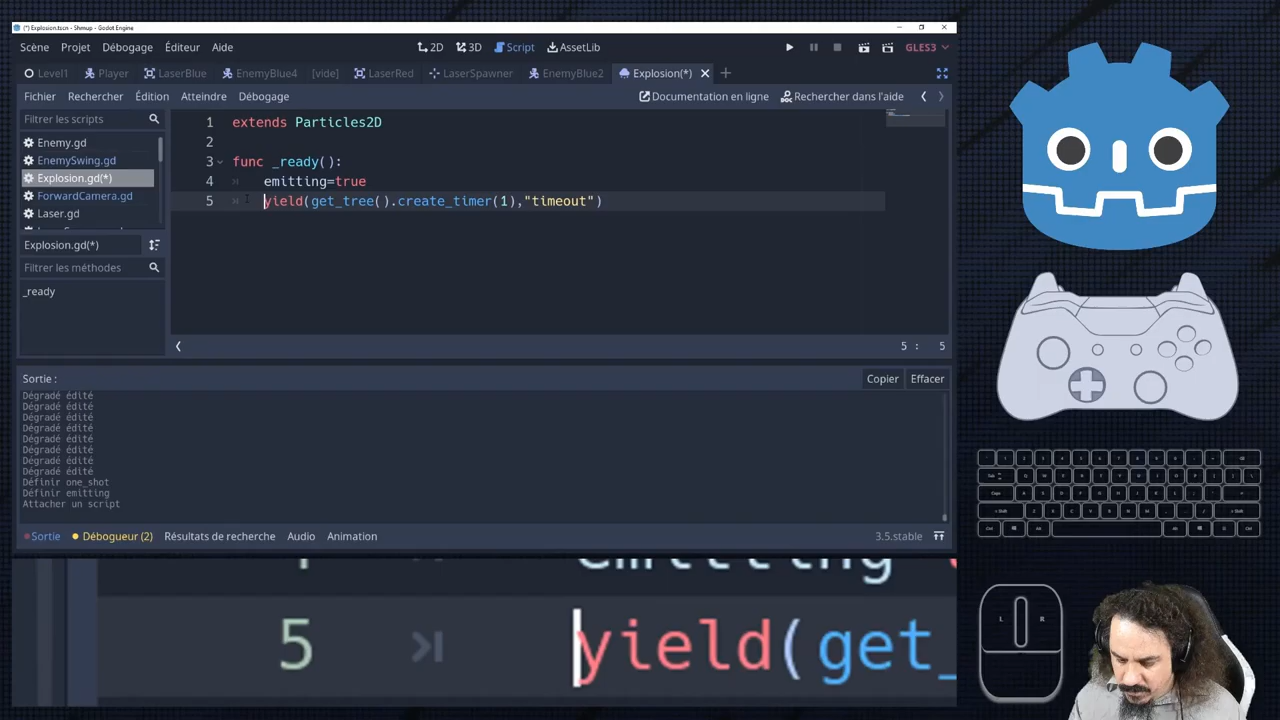 (*) Explosion.tscn - Shmup - Godot Engine
Scène Projet Débogage Éditeur Aide
2D 3D Script AssetLib
GLES3
Level1 Player LaserBlue EnemyBlue4 [vide] LaserRed LaserSpawner EnemyBlue2 Explosion(*)
Fichier Rechercher Édition Atteindre Débogage
Documentation en ligne Rechercher dans l'aide
Filtrer les scripts
Enemy.gd
EnemySwing.gd
Explosion.gd(*)
ForwardCamera.gd
Laser.gd
Explosion.gd(*)
Filtrer les méthodes
_ready
1 extends Particles2D
2
3 func _ready():
4 emitting=true
5 yield(get_tree().create_timer(1),"timeout")
5 : 5
Sortie :
Copier Effacer
Dégradé édité
Dégradé édité
Dégradé édité
Dégradé édité
Dégradé édité
Dégradé édité
Dégradé édité
Dégradé édité
Définir one_shot
Définir emitting
Attacher un script
Sortie Débogueur (2) Résultats de recherche Audio Animation
3.5.stable
5 yield(get_